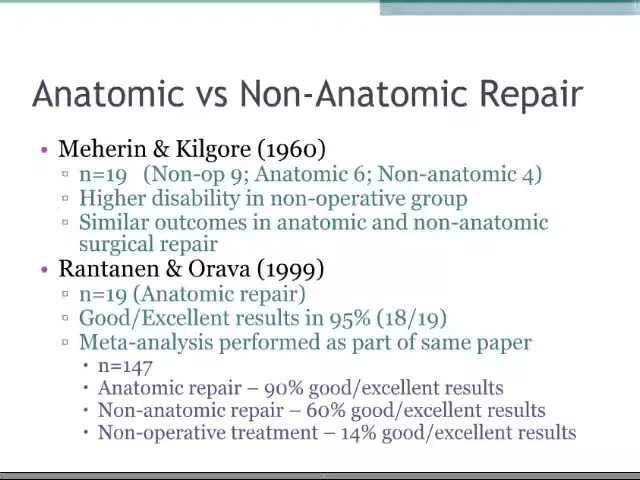 Anatomic vs Non-Anatomic Repair
• Meherin & Kilgore (1960)
▫ n=19 (Non-op 9; Anatomic 6; Non-anatomic 4)
▫ Higher disability in non-operative group
▫ Similar outcomes in anatomic and non-anatomic
surgical repair
• Rantanen & Orava (1999)
▫ n=19 (Anatomic repair)
▫ Good/Excellent results in 95% (18/19)
▫ Meta-analysis performed as part of same paper
• n=147
• Anatomic repair – 90% good/excellent results
• Non-anatomic repair – 60% good/excellent results
• Non-operative treatment – 14% good/excellent results